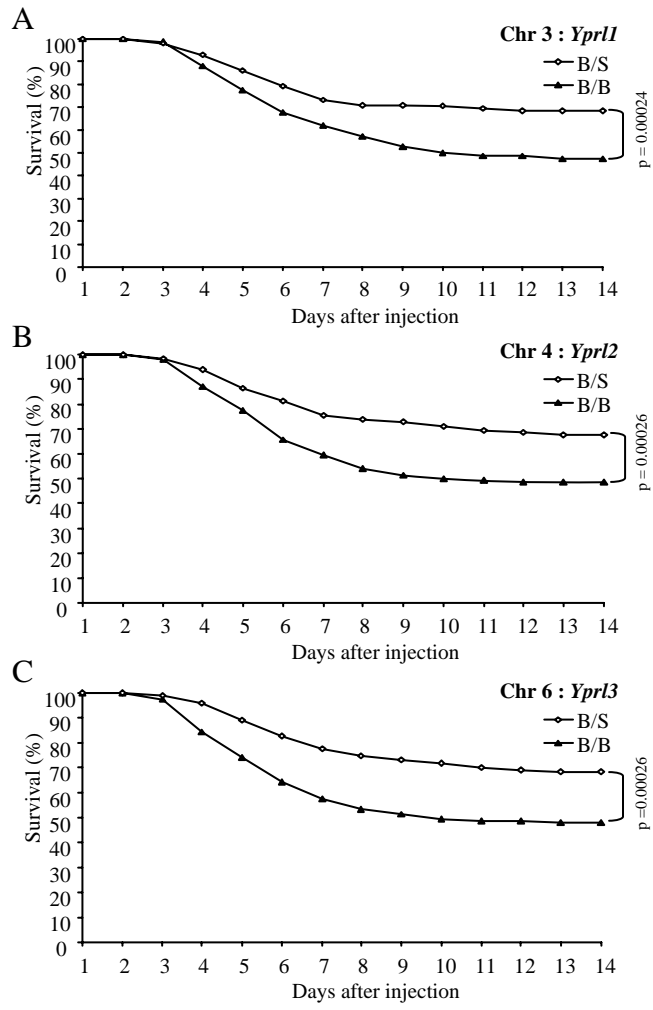 A
Chr 3 : Yprl1
B/S
B/B
Survival (%)
100
90
80
70
60
50
40
30
20
10
0
p = 0.00024
1 2 3 4 5 6 7 8 9 10 11 12 13 14
Days after injection
B
Chr 4 : Yprl2
B/S
B/B
Survival (%)
100
90
80
70
60
50
40
30
20
10
0
p = 0.00026
1 2 3 4 5 6 7 8 9 10 11 12 13 14
Days after injection
C
Chr 6 : Yprl3
B/S
B/B
Survival (%)
100
90
80
70
60
50
40
30
20
10
0
p =0.00026
1 2 3 4 5 6 7 8 9 10 11 12 13 14
Days after injection